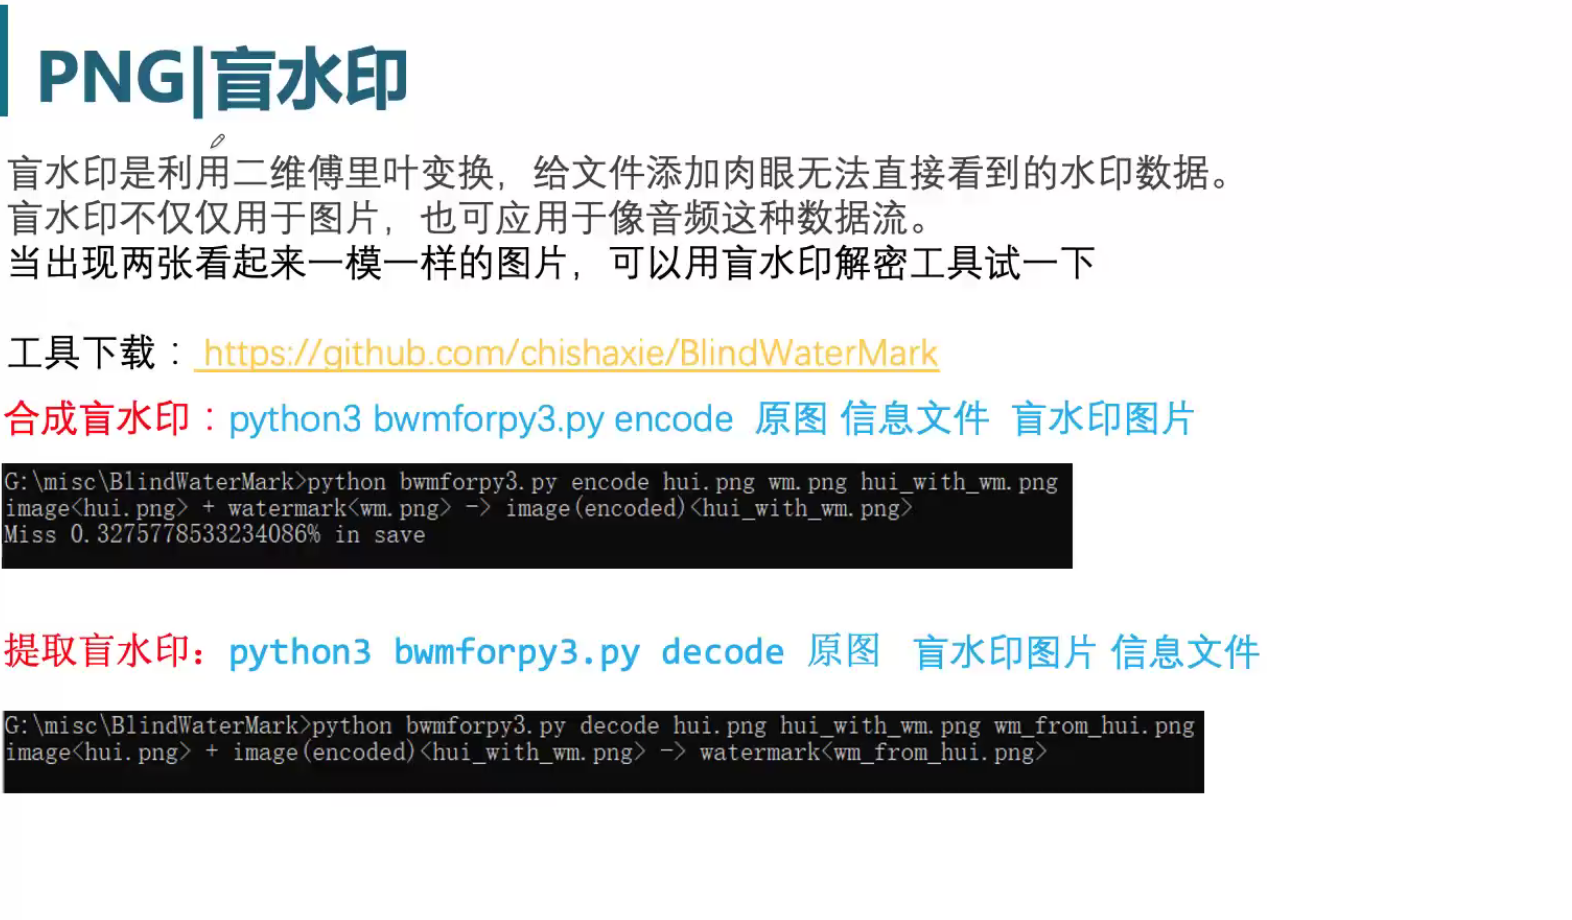 PNG|盲水印
盲水印是利用二维傅里叶变换，给文件添加肉眼无法直接看到的水印数据。
盲水印不仅仅用于图片，也可应用于像音频这种数据流。
当出现两张看起来一模一样的图片，可以用盲水印解密工具试一下
工具下载：https://github.com/chishaxie/BlindWaterMark
合成盲水印：python3 bwmforpy3.py encode 原图 信息文件 盲水印图片
G:\misc\BlindWaterMark>python bwmforpy3.py encode hui.png wm.png hui_with_wm.png
image<hui.png> + watermark<wm.png> -> image(encoded)<hui_with_wm.png>
Miss 0.3275778533234086% in save
提取盲水印：python3 bwmforpy3.py decode 原图 盲水印图片 信息文件
G:\misc\BlindWaterMark>python bwmforpy3.py decode hui.png hui_with_wm.png wm_from_hui.png
image<hui.png> + image(encoded)<hui_with_wm.png> -> watermark<wm_from_hui.png>